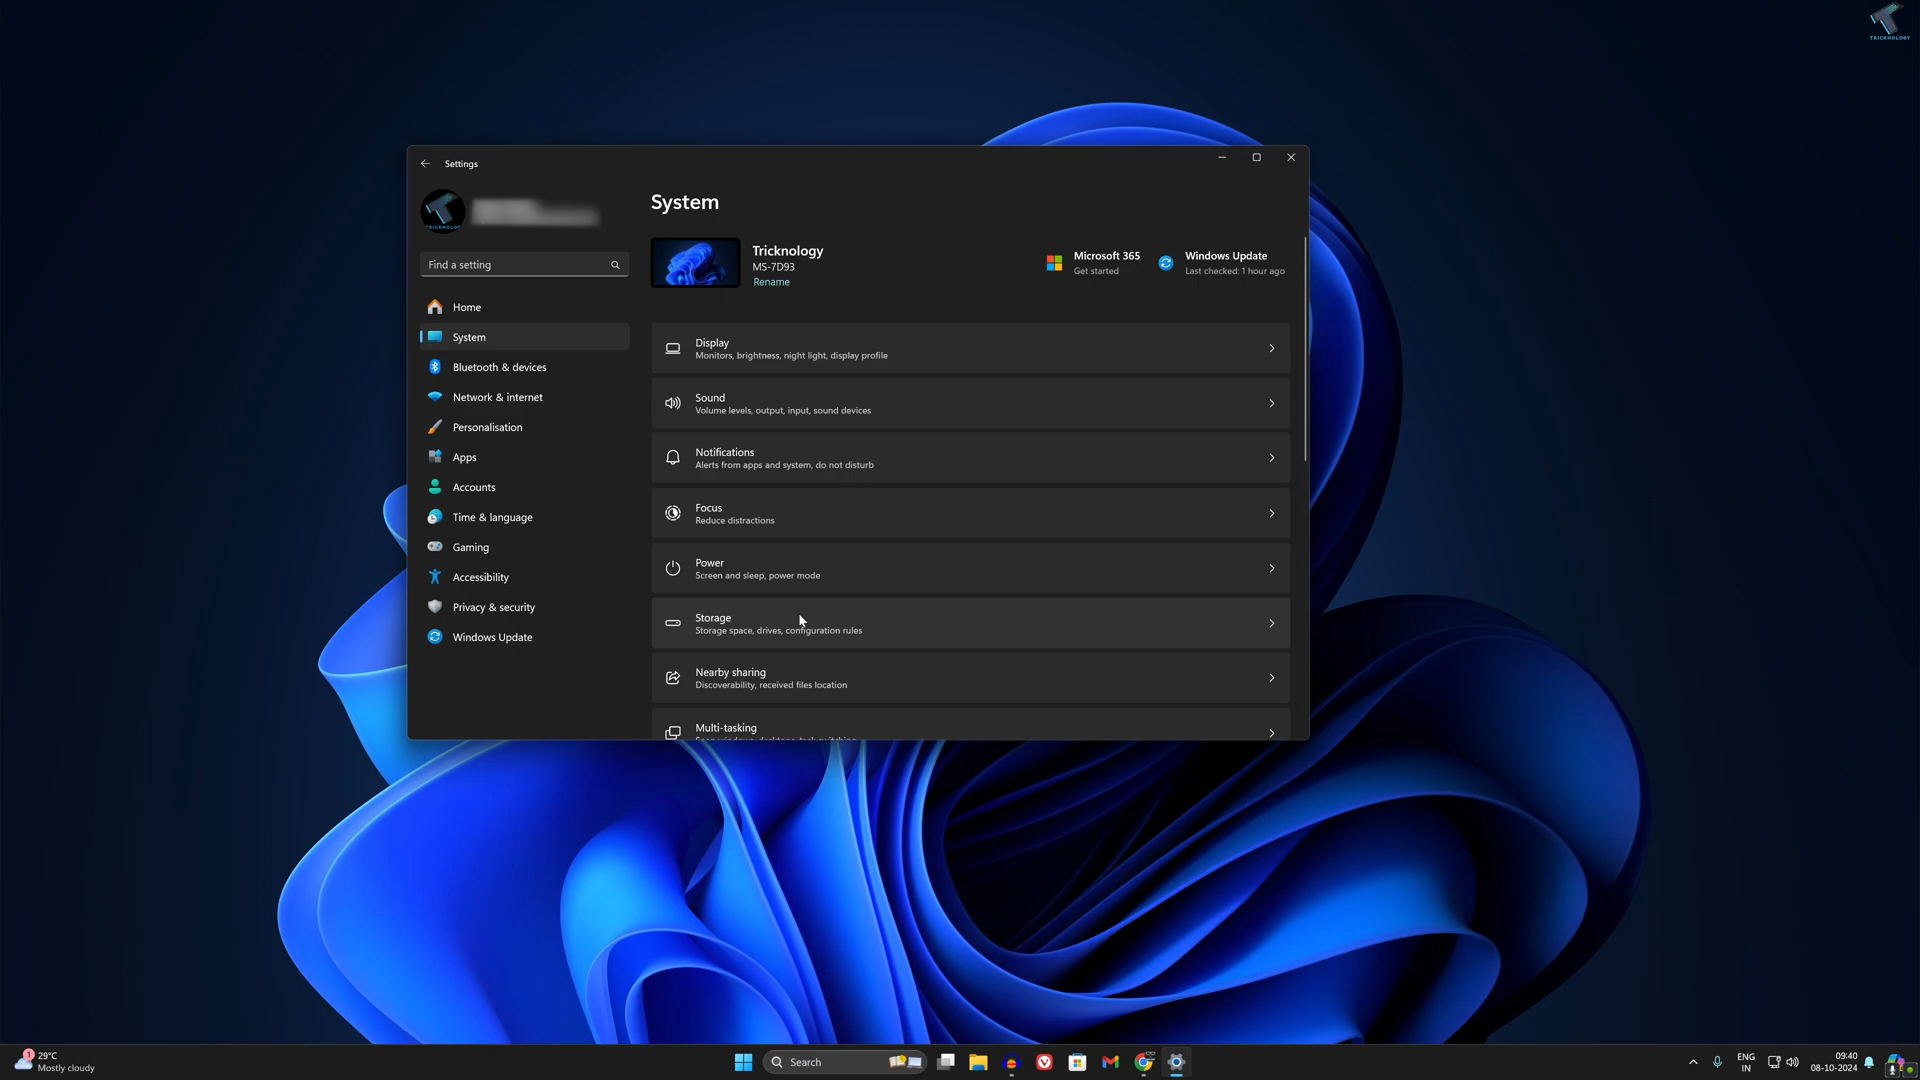 TRICKNOLOGY
Settings
Find a setting
Home
System
Bluetooth & devices
Network & internet
Personalisation
Apps
Accounts
Time & language
Gaming
Accessibility
Privacy & security
Windows Update
System
Tricknology
MS-7D93
Rename
Microsoft 365
Get started
Windows Update
Last checked: 1 hour ago
Display
Monitors, brightness, night light, display profile
Sound
Volume levels, output, input, sound devices
Notifications
Alerts from apps and system, do not disturb
Focus
Reduce distractions
Power
Screen and sleep, power mode
Storage
Storage space, drives, configuration rules
Nearby sharing
Discoverability, received files location
Multi-tasking
1
29°C
Mostly cloudy
Search
ENG
IN
09:40
08-10-2024